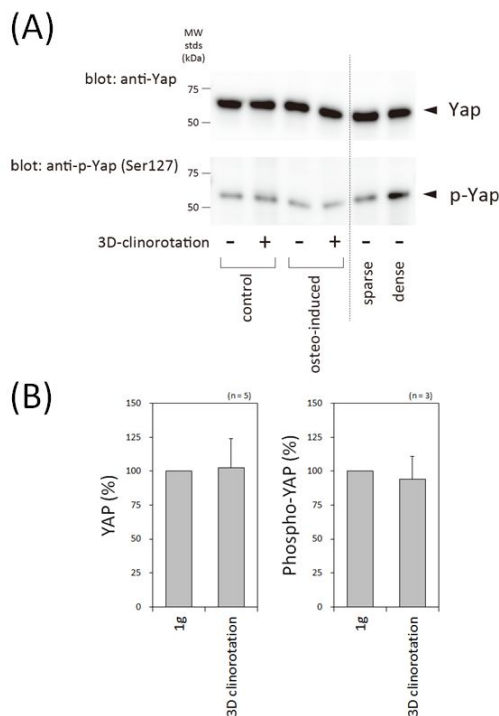 (A)
MW
stds
(kDa)
blot: anti-Yap
75
50
Yap
blot: anti-p-Yap (Ser127)
75
50
p-Yap
3D-clinorotation
- + - + - -
control
osteo-induced
sparse
dense
(B)
(n = 5)
150
125
100
75
50
25
0
YAP (%)
1g
3D clinorotation
(n = 3)
150
125
100
75
50
25
0
Phospho-YAP (%)
1g
3D clinorotation